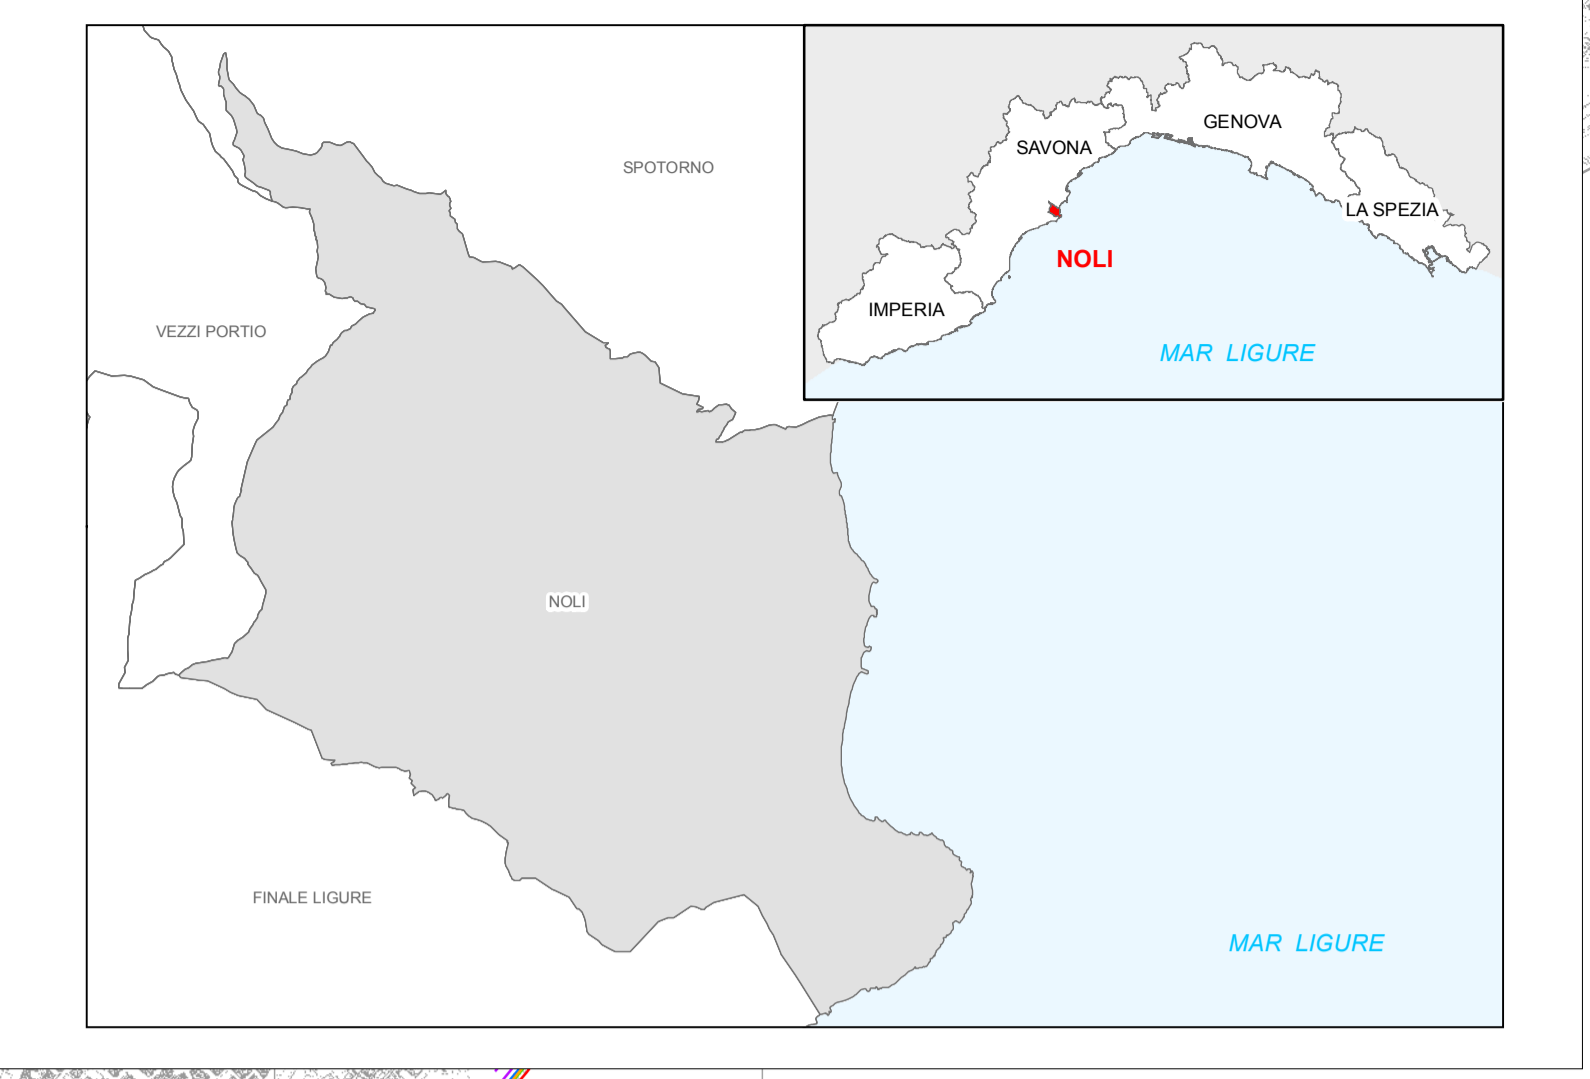 SPOTORNO
VEZZI PORTIO
NOLI
FINALE LIGURE
MAR LIGURE
GENOVA
SAVONA
LA SPEZIA
NOLI
IMPERIA
MAR LIGURE